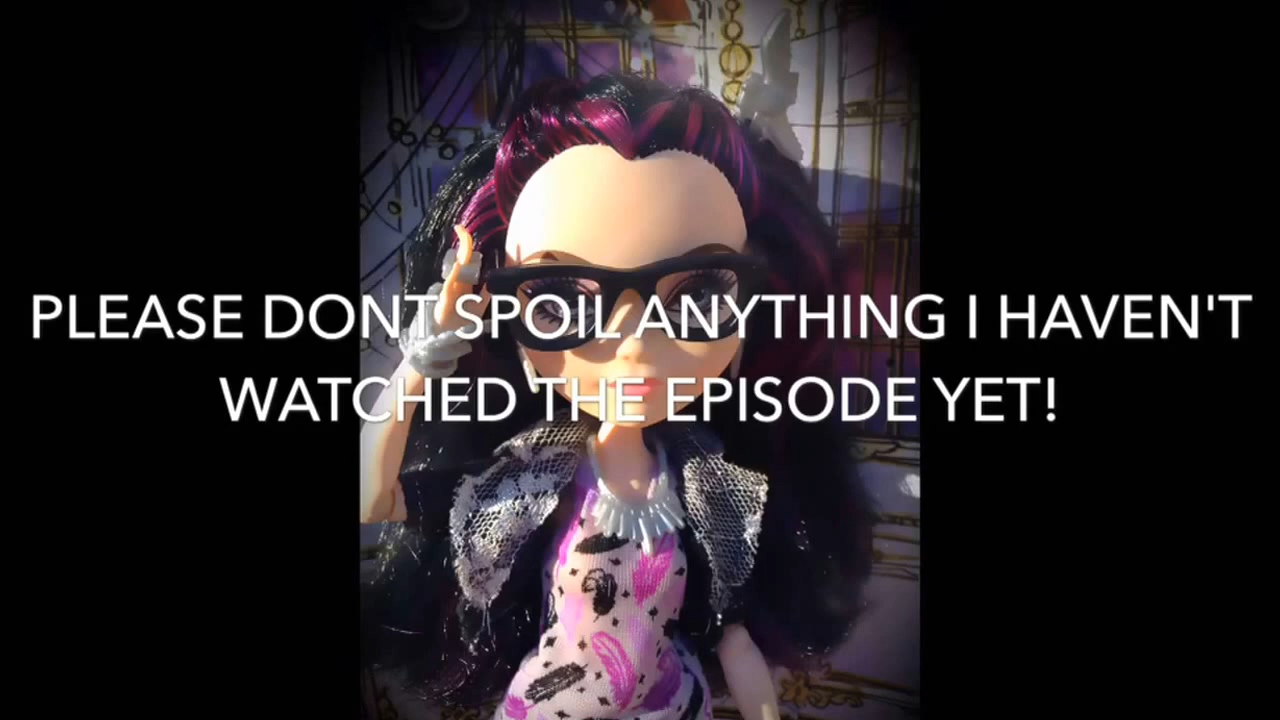 PLEASE DONT SPOIL ANYTHING I HAVEN'T
WATCHED THE EPISODE YET!